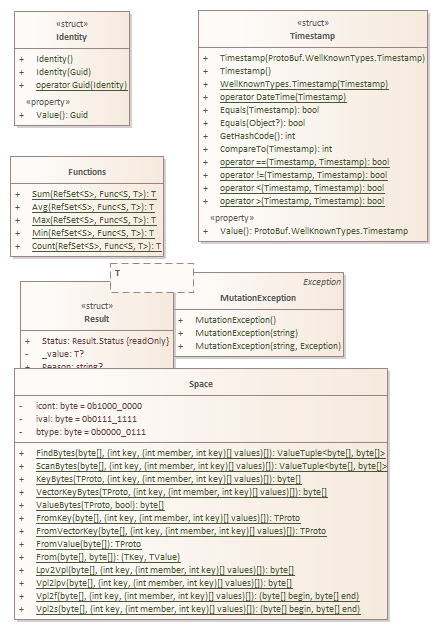 «struct»
Identity
+ Identity()
+ Identity(Guid)
+ operator Guid(Identity)
«property»
+ Value(): Guid
«struct»
Timestamp
+ Timestamp(ProtoBuf.WellKnownTypes.Timestamp)
+ Timestamp()
+ WellKnownTypes.Timestamp(Timestamp)
+ operator DateTime(Timestamp)
+ Equals(Timestamp): bool
+ Equals(Object?): bool
+ GetHashCode(): int
+ CompareTo(Timestamp): int
+ operator ==(Timestamp, Timestamp): bool
+ operator !=(Timestamp, Timestamp): bool
+ operator <(Timestamp, Timestamp): bool
+ operator >(Timestamp, Timestamp): bool
«property»
+ Value(): ProtoBuf.WellKnownTypes.Timestamp
Functions
+ Sum(RefSet<S>, Func<S, T>): T
+ Avg(RefSet<S>, Func<S, T>): T
+ Max(RefSet<S>, Func<S, T>): T
+ Min(RefSet<S>, Func<S, T>): T
+ Count(RefSet<S>, Func<S, T>): T
T
«struct»
Result
+ Status: Result.Status {readOnly}
- _value: T?
+ Reason: string?
Exception
MutationException
+ MutationException()
+ MutationException(string)
+ MutationException(string, Exception)
Space
- icont: byte = 0b1000_0000
- ival: byte = 0b0111_1111
- btype: byte = 0b0000_0111
+ FindBytes(byte[], (int key, (int member, int key)[] values)[]): ValueTuple<byte[], byte[]>
+ ScanBytes(byte[], (int key, (int member, int key)[] values)[]): ValueTuple<byte[], byte[]>
+ KeyBytes(TProto, (int key, (int member, int key)[] values)[]): byte[]
+ VectorKeyBytes(TProto, (int key, (int member, int key)[] values)[]): byte[]
+ ValueBytes(TProto, bool): byte[]
+ FromKey(byte[], (int key, (int member, int key)[] values)[]): TProto
+ FromVectorKey(byte[], (int key, (int member, int key)[] values)[]): TProto
+ FromValue(byte[]): TProto
+ From(byte[], byte[]): (TKey, TValue)
+ Lpv2Vpl(byte[], (int key, (int member, int key)[] values)[]): byte[]
+ Vpl2lpv(byte[], (int key, (int member, int key)[] values)[]): byte[]
+ Vpl2f(byte[], (int key, (int member, int key)[] values)[]): (byte[] begin, byte[] end)
+ Vpl2s(byte[], (int key, (int member, int key)[] values)[]): (byte[] begin, byte[] end)